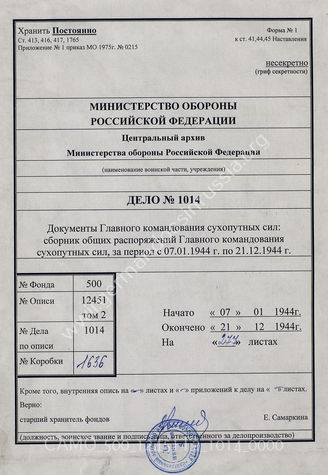 Хранить Постоянно
Форма № 1
Ст. 413, 416, 417, 1765
к ст. 41,44,45 Наставления
Приложение № 1 приказ МО 1975г. № 0215
несекретно
(гриф секретности)
МИНИСТЕРСТВО ОБОРОНЫ
РОССИЙСКОЙ ФЕДЕРАЦИИ
Центральный архив
Министерства обороны Российской Федерации
(наименование воинской части, учреждения)
ДЕЛО № 1014
Документы Главного командования сухопутных сил:
сборник общих распоряжений Главного командования
сухопутных сил, за период с 07.01.1944 г. по 21.12.1944 г.
№ Фонда 500
№ Описи 12451
том 2
№ Дела 1014
по описи
№ Коробки 1636
Начато « 07 » 01 1944г.
Окончено « 21 » 12 1944г.
На «274» листах
Кроме того, внутренняя опись на «-» листах и «-» приложений к делу на «-» листах.
Верно:
старший хранитель фондов Е. Самаркина
(должность, воинское звание и подпись лица, ответственного за делопроизводство)